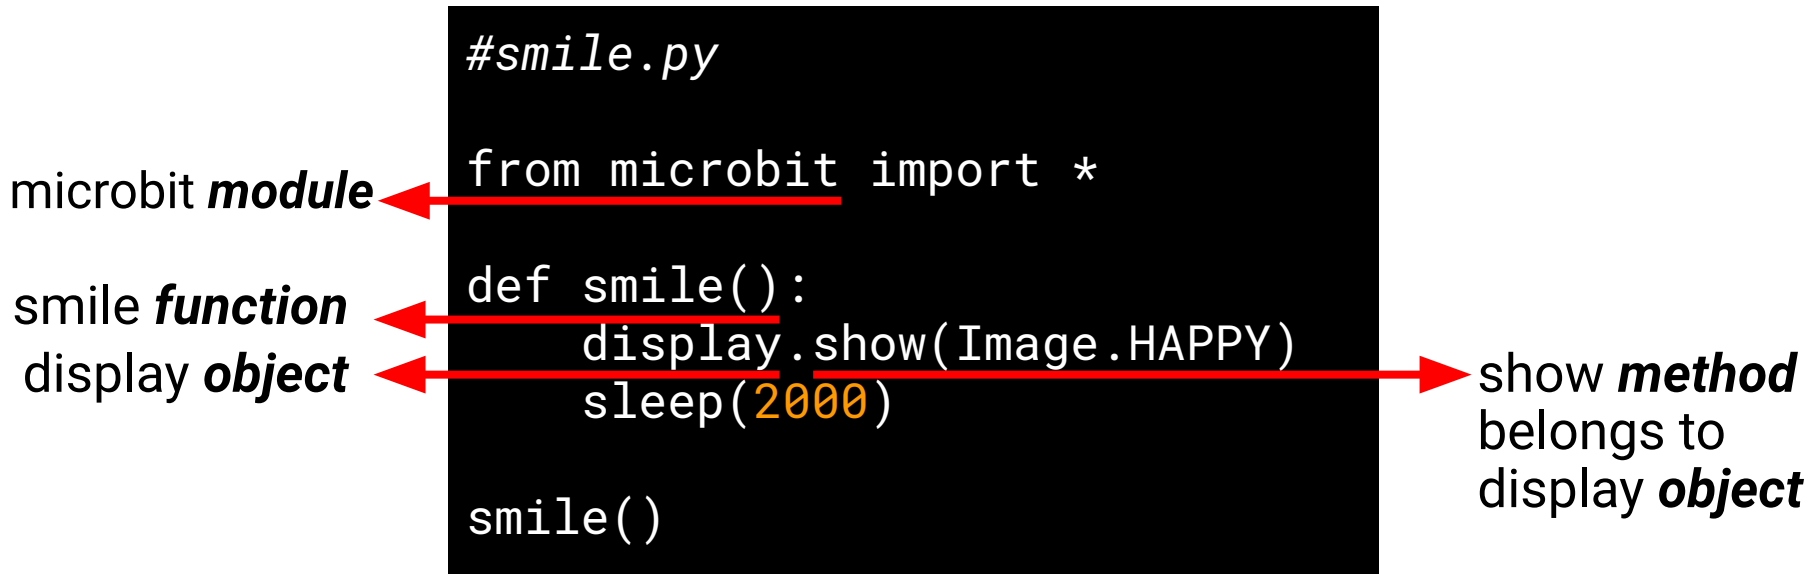 #smile.py
from microbit import *
microbit module
def smile():
smile function
display.show(Image.HAPPY)
display object
show method
belongs to
display object
sleep(2000)
smile()